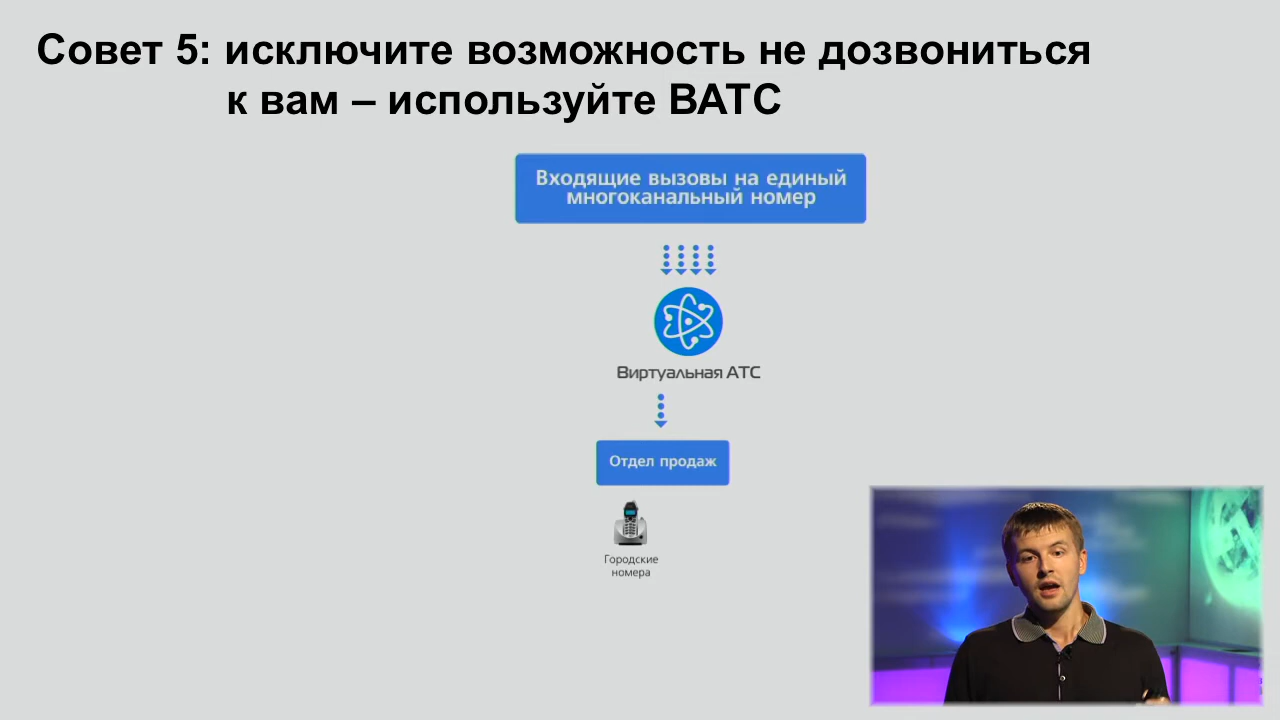 Совет 5: исключите возможность не дозвониться
к вам – используйте ВАТС
Входящие вызовы на единый
многоканальный номер
Виртуальная АТС
Отдел продаж
Городские
номера